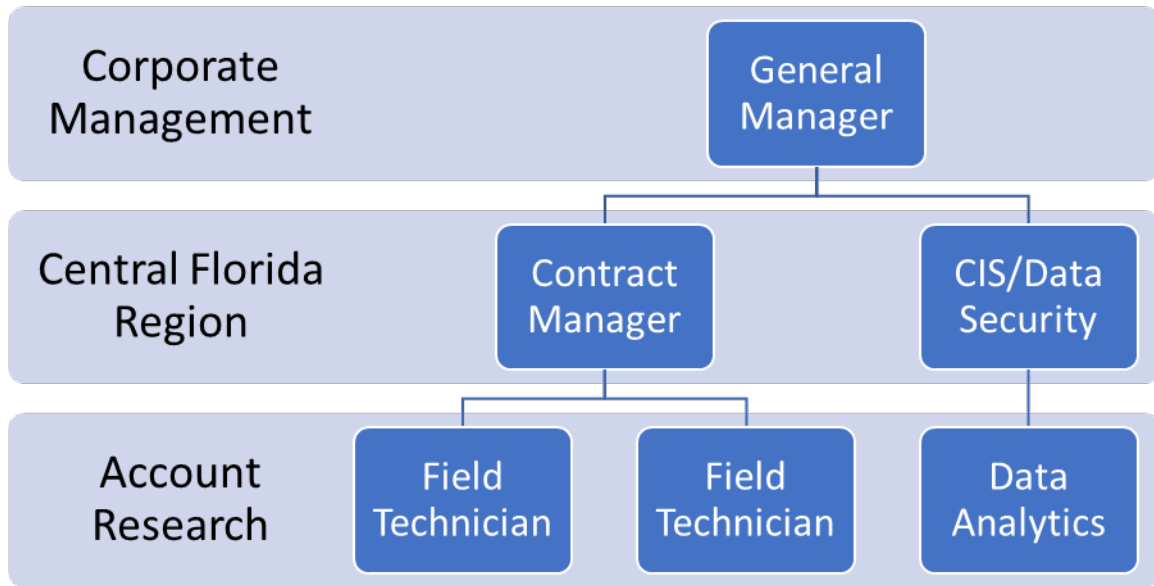 Corporate
Management
General
Manager
Central Florida
Region
Contract
Manager
CIS/Data
Security
Account
Research
Field
Technician
Field
Technician
Data
Analytics